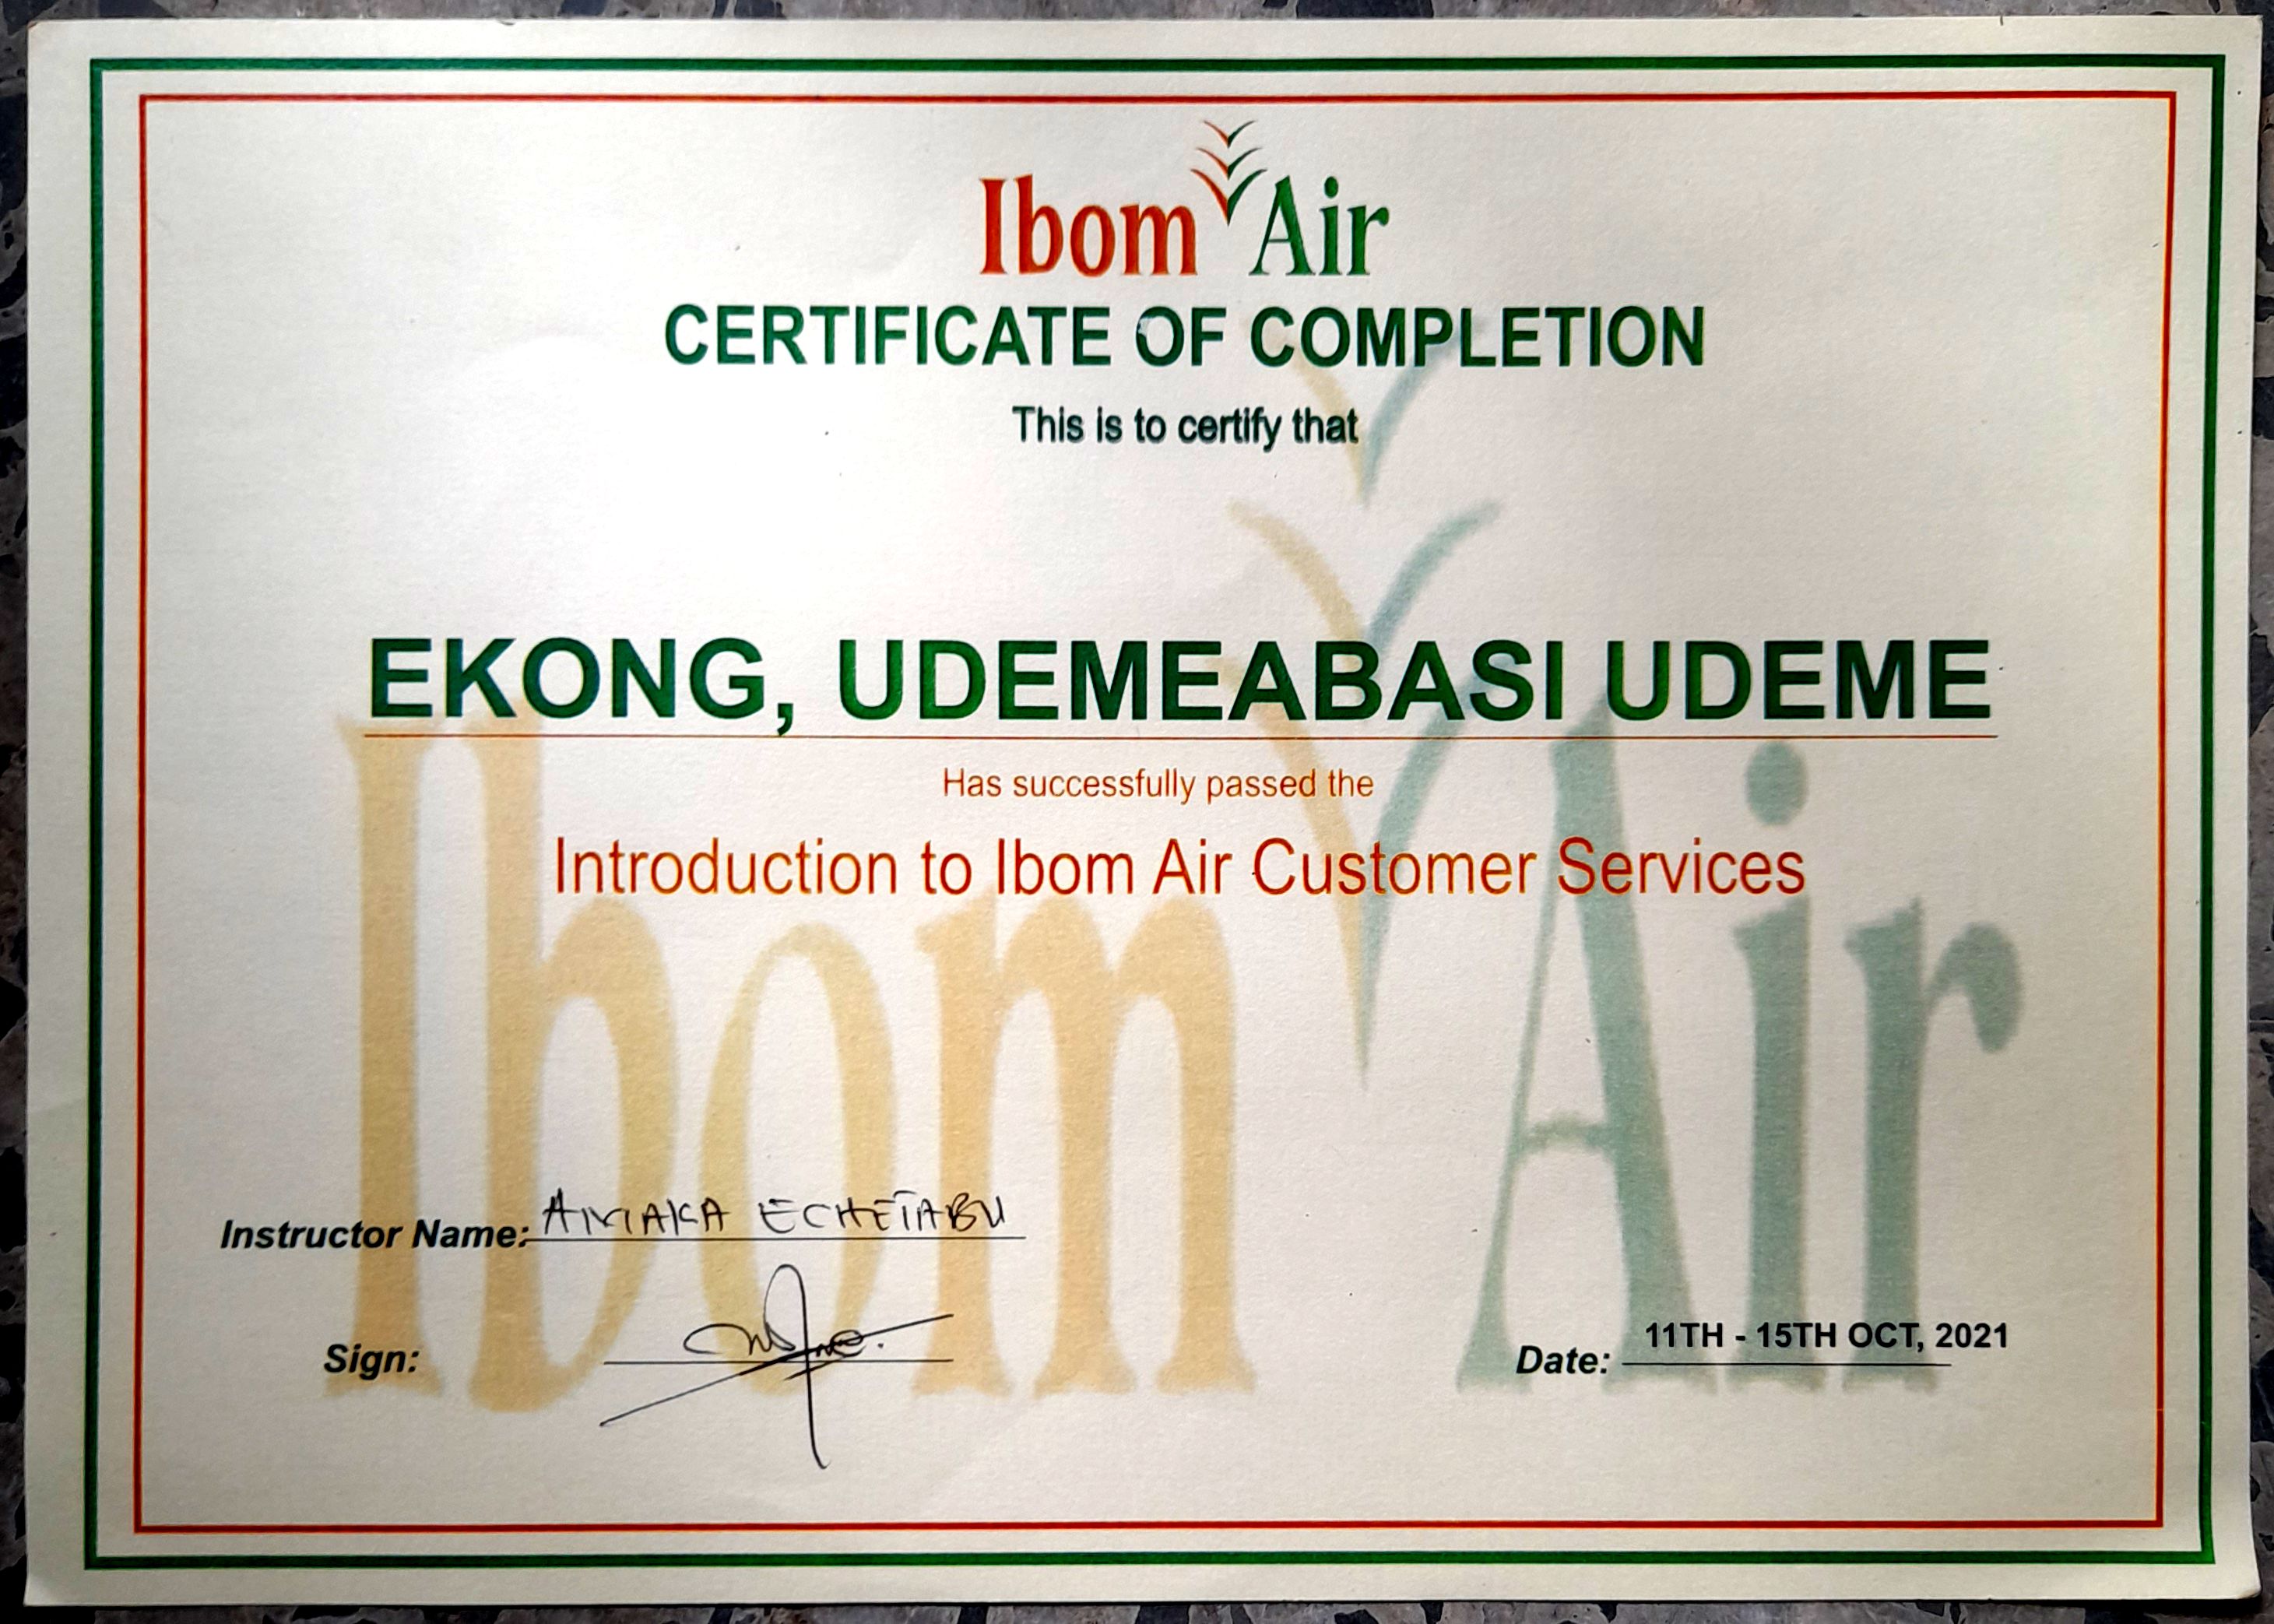 Ibom Air
CERTIFICATE OF COMPLETION
This is to certify that
EKONG, UDEMEABASI UDEME
Has successfully passed the
Introduction to Ibom Air Customer Services
Ibom Air
Instructor Name: AMAKA ECHETABU
Sign:
Date: 11TH - 15TH OCT, 2021